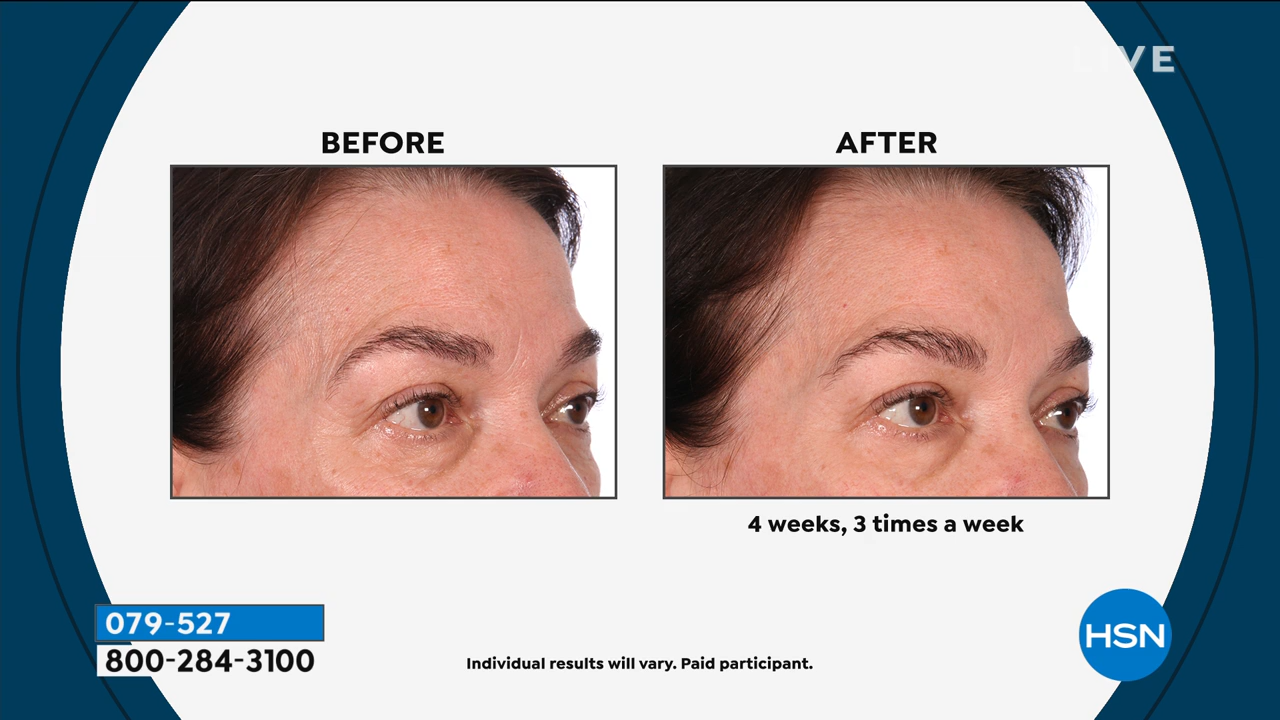 LIVE
BEFORE
AFTER
4 weeks, 3 times a week
079-527
800-284-3100
Individual results will vary. Paid participant.
HSN